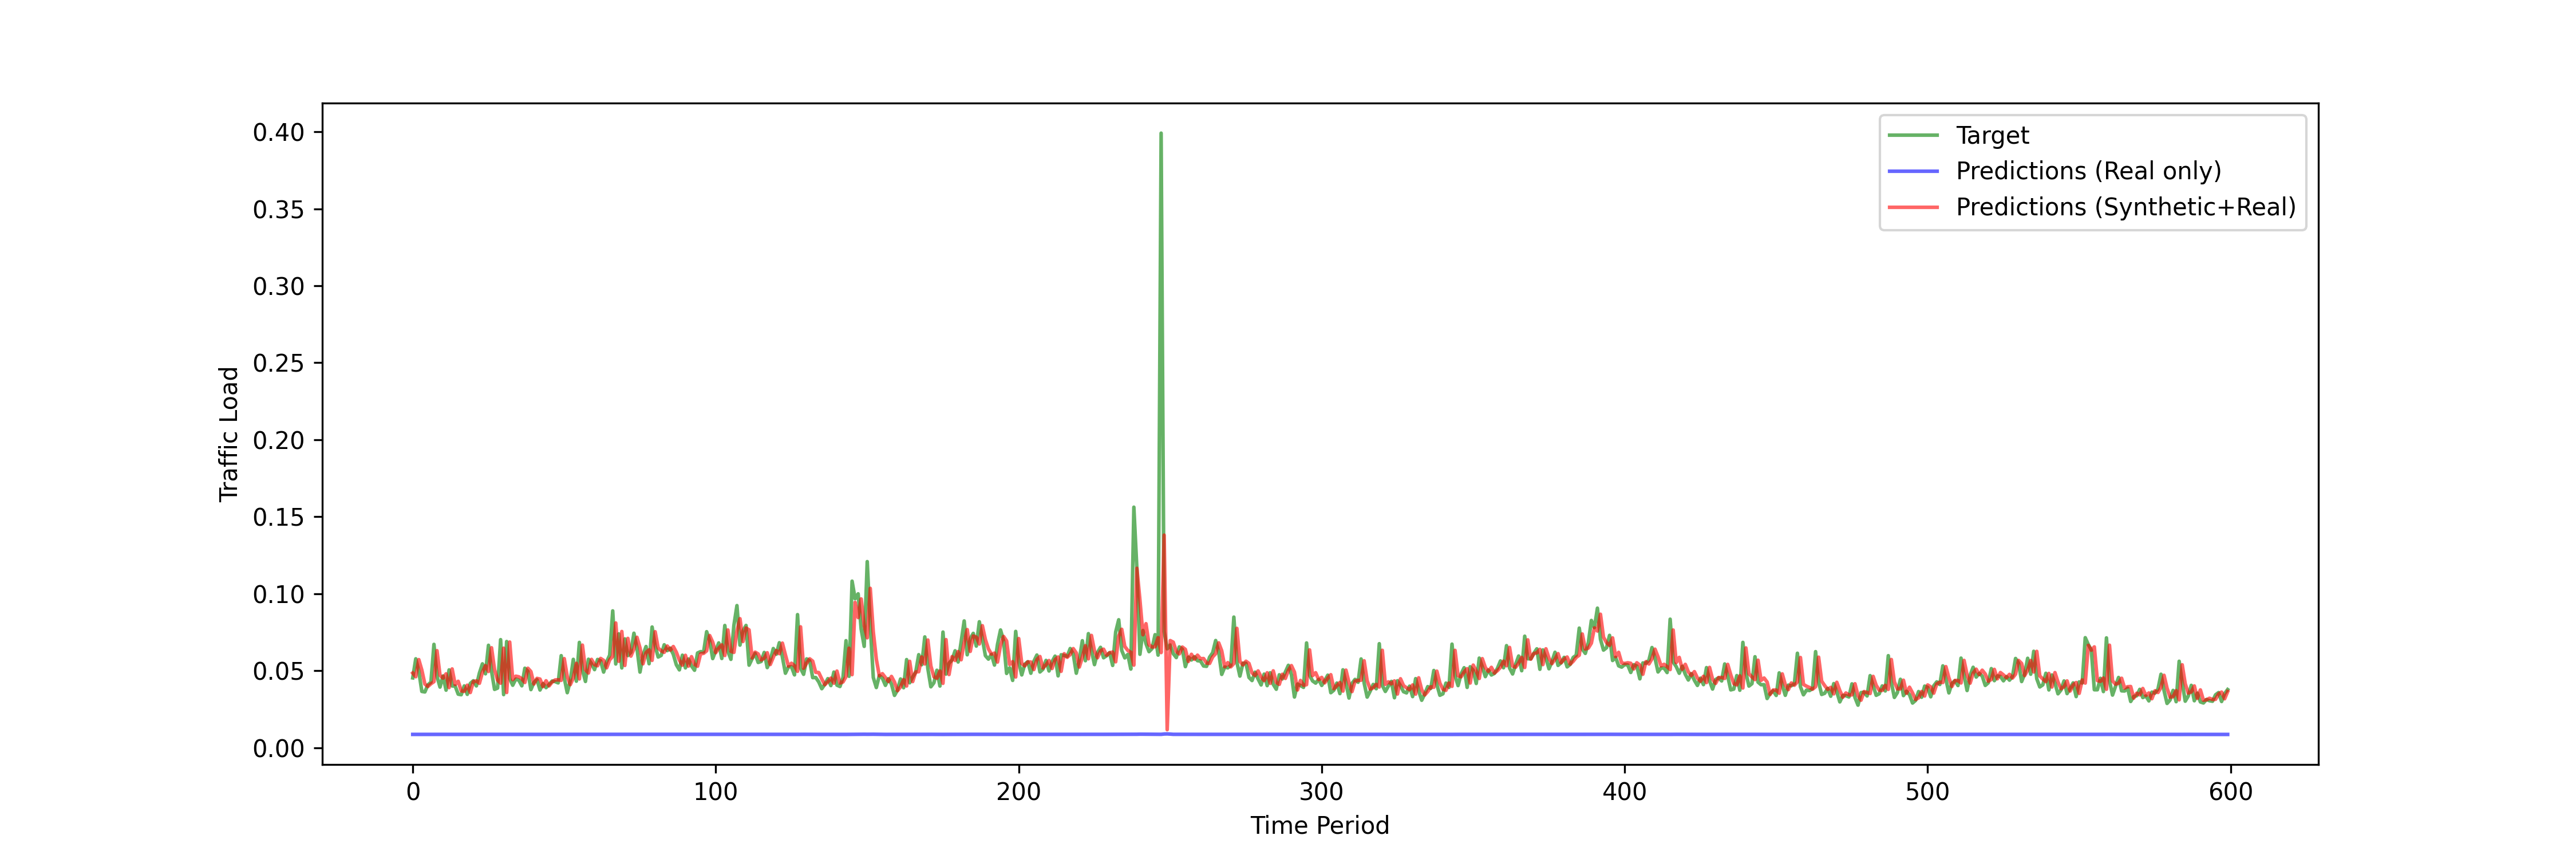 Target
Predictions (Real only)
Predictions (Synthetic+Real)
0.40
0.35
0.30
0.25
0.20
0.15
0.10
0.05
0.00
Traffic Load
0 100 200 300 400 500 600
Time Period